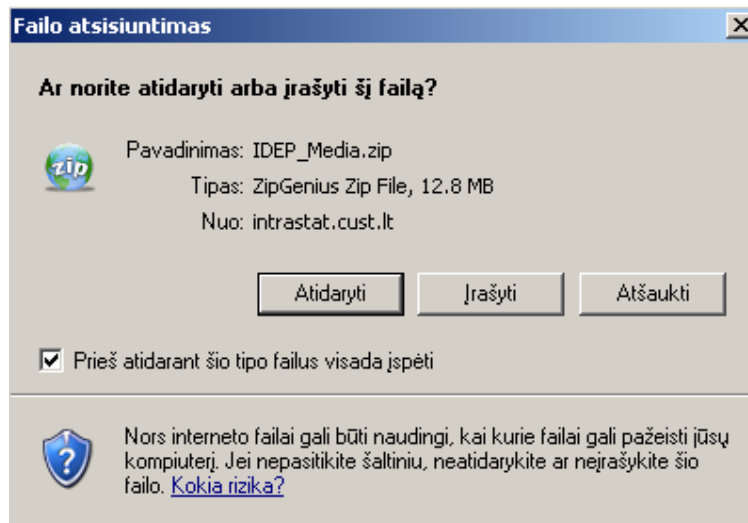 Failo atsisiuntimas
Ar norite atidaryti arba įrašyti šį failą?
zip
Pavadinimas: IDEP_Media.zip
Tipas: ZipGenius Zip File, 12.8 MB
Nuo: intrastat.cust.lt
Atidaryti Įrašyti Atšaukti
Prieš atidarant šio tipo failus visada įspėti
Nors interneto failai gali būti naudingi, kai kurie failai gali pažeisti jūsų
kompiuterį. Jei nepasitikite šaltiniu, neatidarykite ar neįrašykite šio
failo. Kokia rizika?